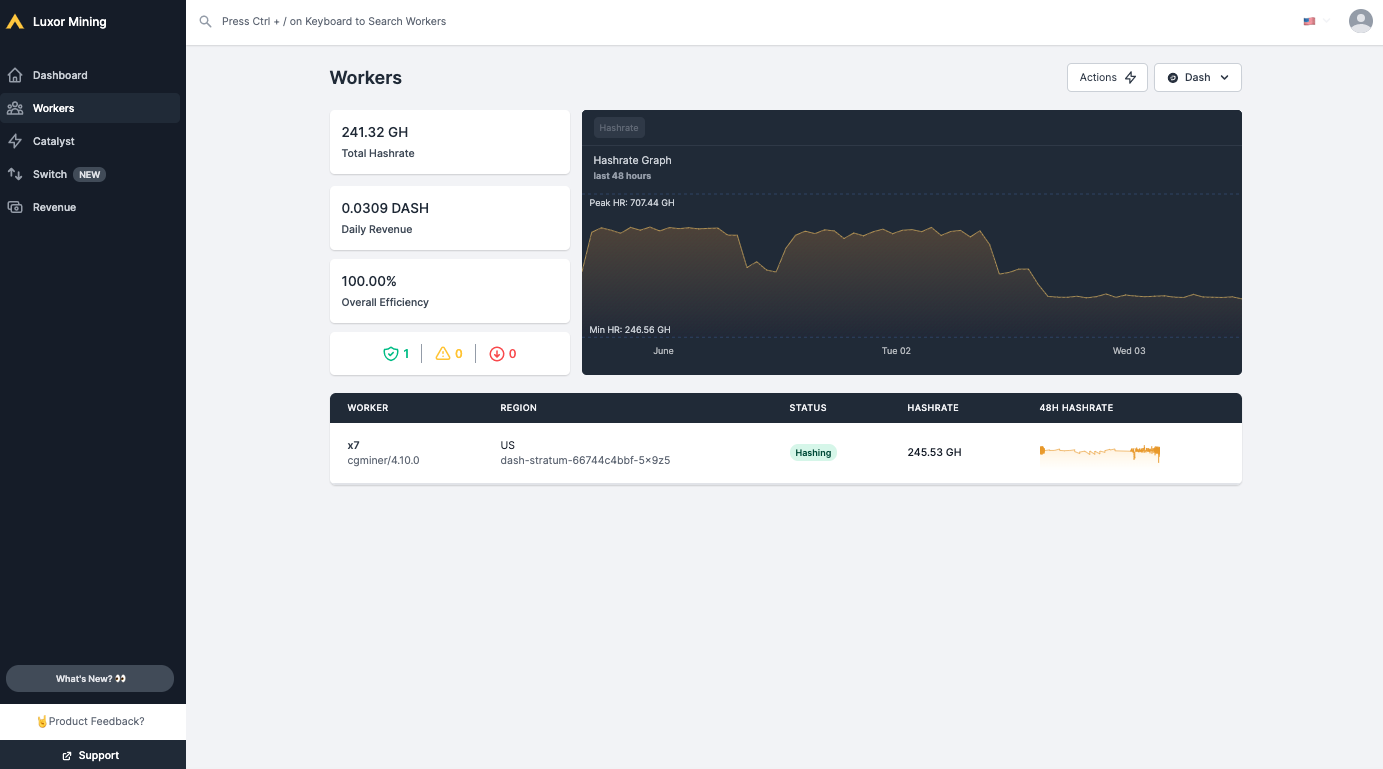 Luxor Mining
Press Ctrl + / on Keyboard to Search Workers
Dashboard
Workers
Catalyst
Switch NEW
Revenue
What's New? 👀
🤘Product Feedback?
Support
Workers
Actions
Dash
241.32 GH
Total Hashrate
0.0309 DASH
Daily Revenue
100.00%
Overall Efficiency
1 0 0
Hashrate
Hashrate Graph
last 48 hours
Peak HR: 707.44 GH
Min HR: 246.56 GH
June Tue 02 Wed 03
WORKER REGION STATUS HASHRATE 48H HASHRATE
x7 US Hashing 245.53 GH
cgminer/4.10.0 dash-stratum-66744c4bbf-5×9z5